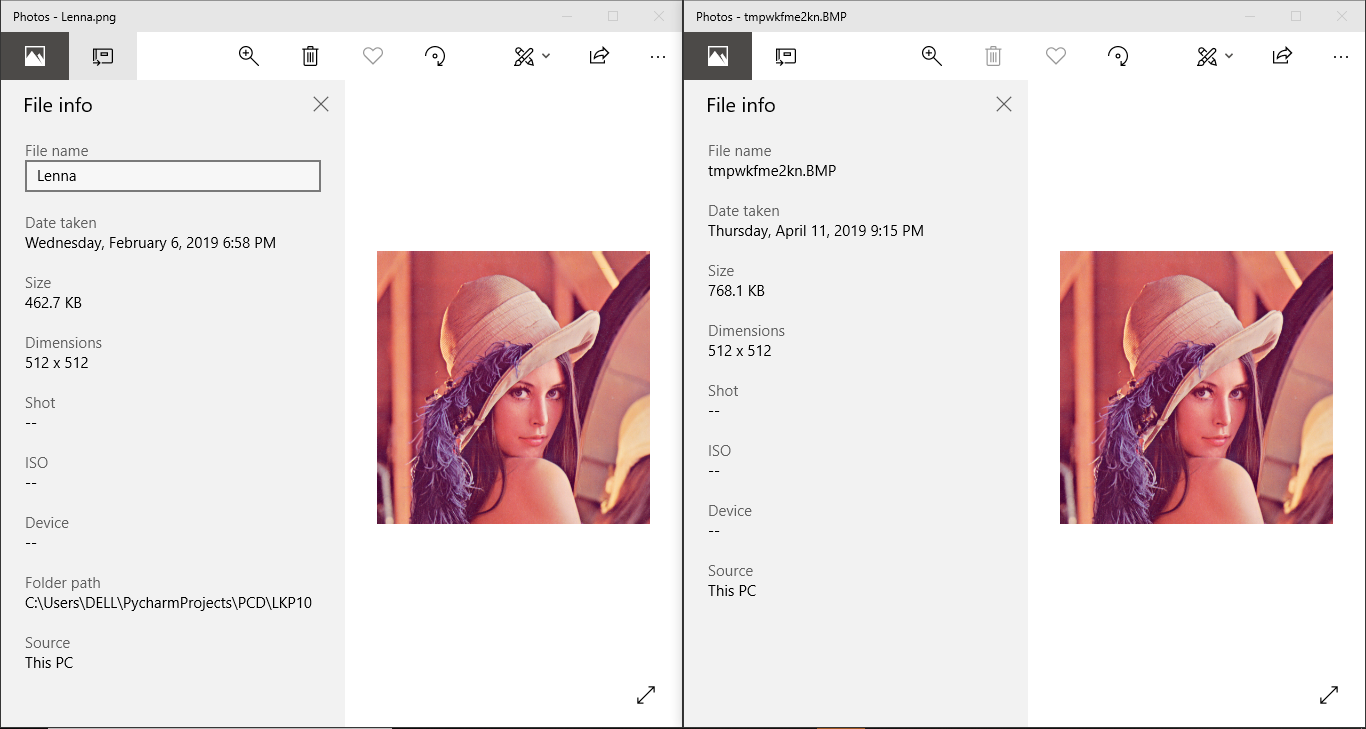 Photos - Lenna.png
File info
File name
Lenna
Date taken
Wednesday, February 6, 2019 6:58 PM
Size
462.7 KB
Dimensions
512 x 512
Shot
--
ISO
--
Device
--
Folder path
C:\Users\DELL\PycharmProjects\PCD\LKP10
Source
This PC
Photos - tmpwkfme2kn.BMP
File info
File name
tmpwkfme2kn.BMP
Date taken
Thursday, April 11, 2019 9:15 PM
Size
768.1 KB
Dimensions
512 x 512
Shot
--
ISO
--
Device
--
Source
This PC